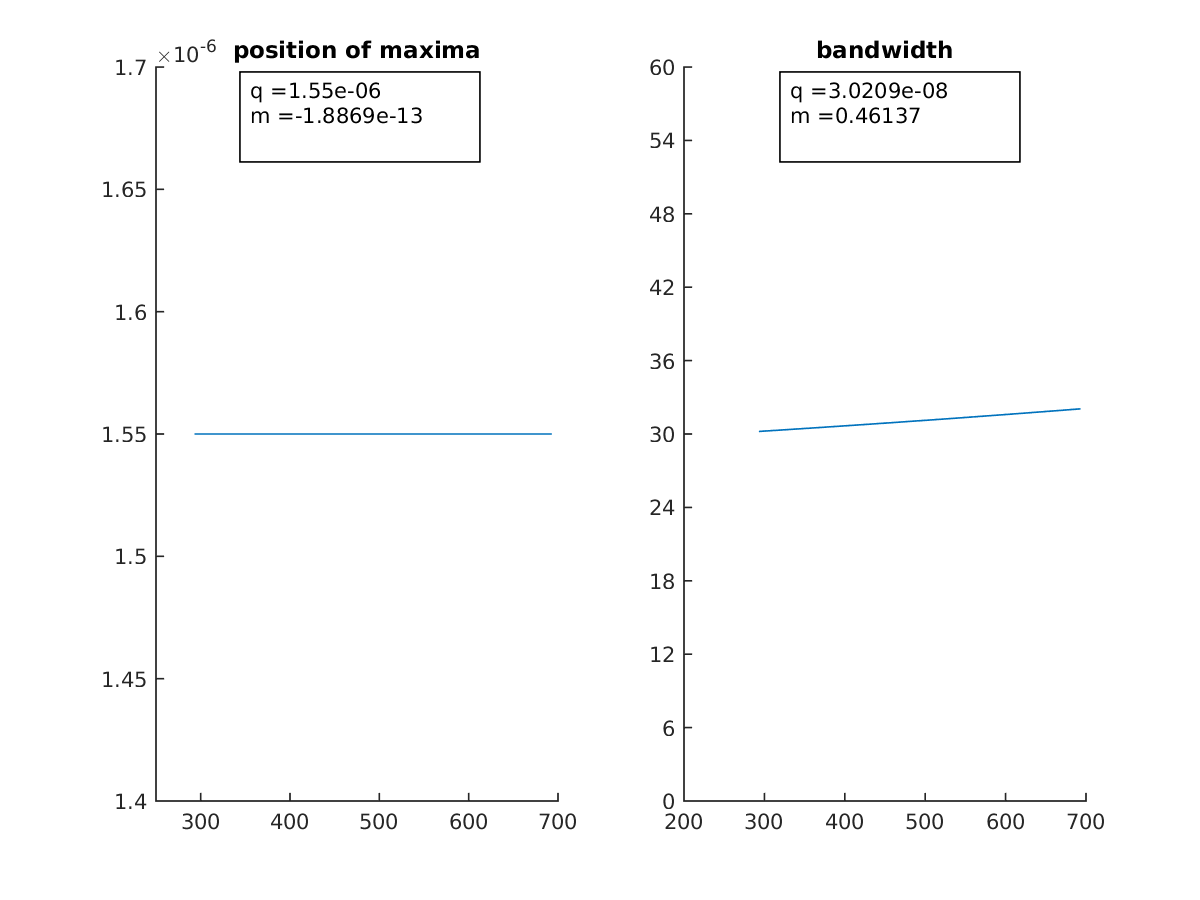 ×10-6
position of maxima
q =1.55e-06
m =-1.8869e-13
1.7
1.65
1.6
1.55
1.5
1.45
1.4
300 400 500 600 700
bandwidth
q =3.0209e-08
m =0.46137
60
54
48
42
36
30
24
18
12
6
0
200 300 400 500 600 700